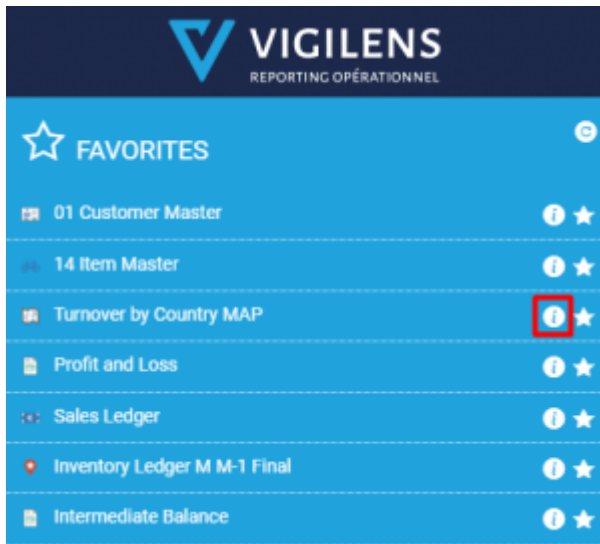 VIGILENS
REPORTING OPÉRATIONNEL
FAVORITES
01 Customer Master
14 Item Master
Turnover by Country MAP
Profit and Loss
Sales Ledger
Inventory Ledger M M-1 Final
Intermediate Balance